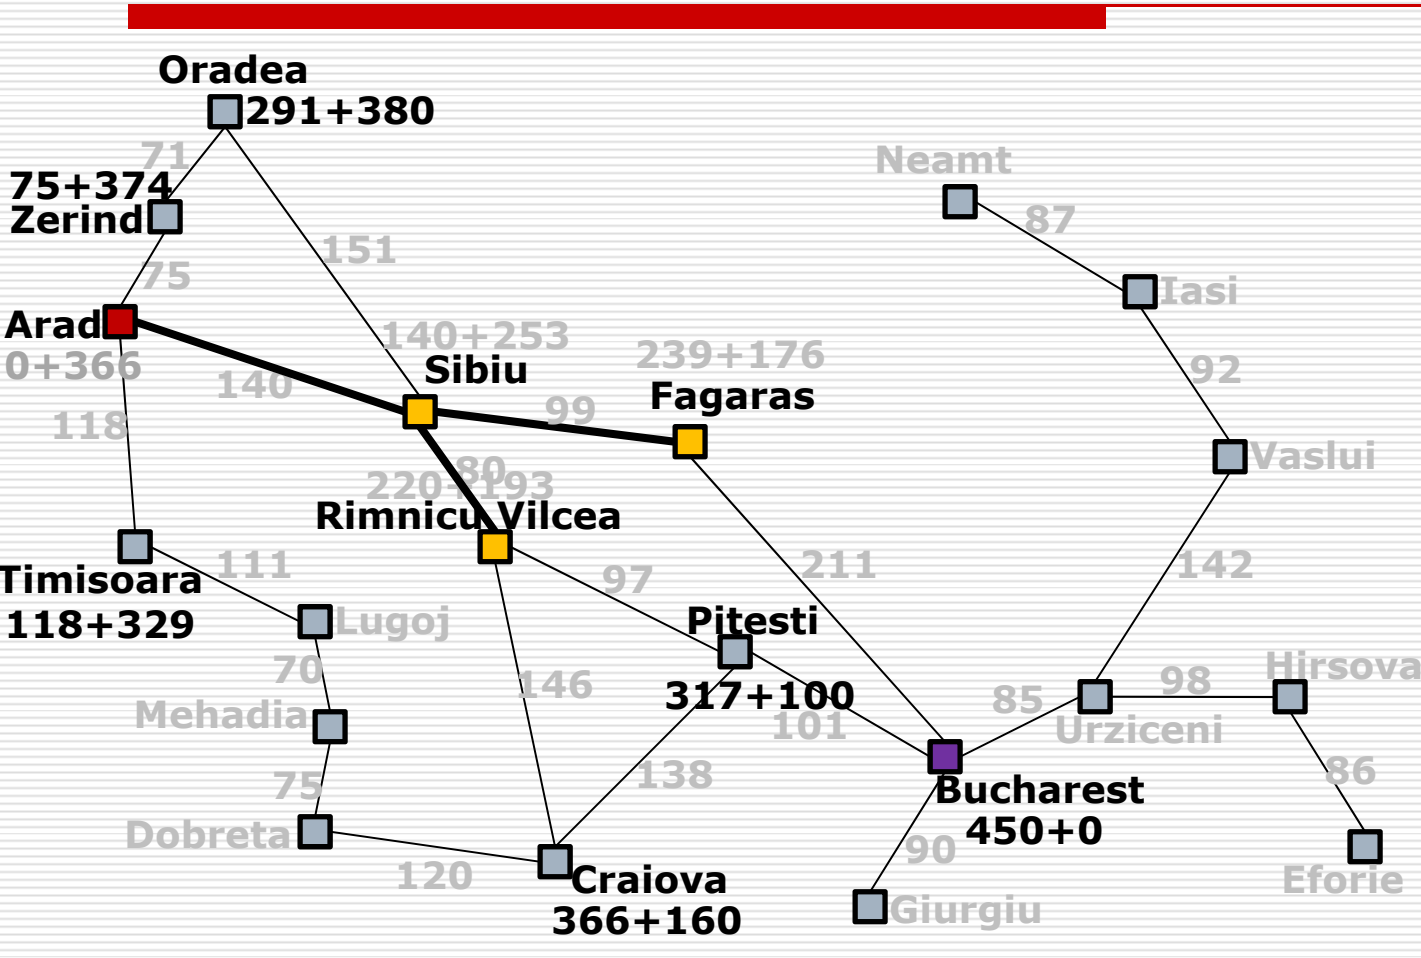 Oradea
291+380
71
Neamt
75+374
Zerind
87
151
75
Iasi
Arad
0+366
140+253
239+176
140
Sibiu
Fagaras
92
99
118
Vaslui
80
220+193
Rimnicu Vilcea
111
97
211
142
Timisoara
118+329
Lugoj
Pitesti
70
146
317+100
101
85
98
Hirsova
Mehadia
Urziceni
75
138
Bucharest
450+0
86
Dobreta
120
90
Craiova
366+160
Giurgiu
Eforie